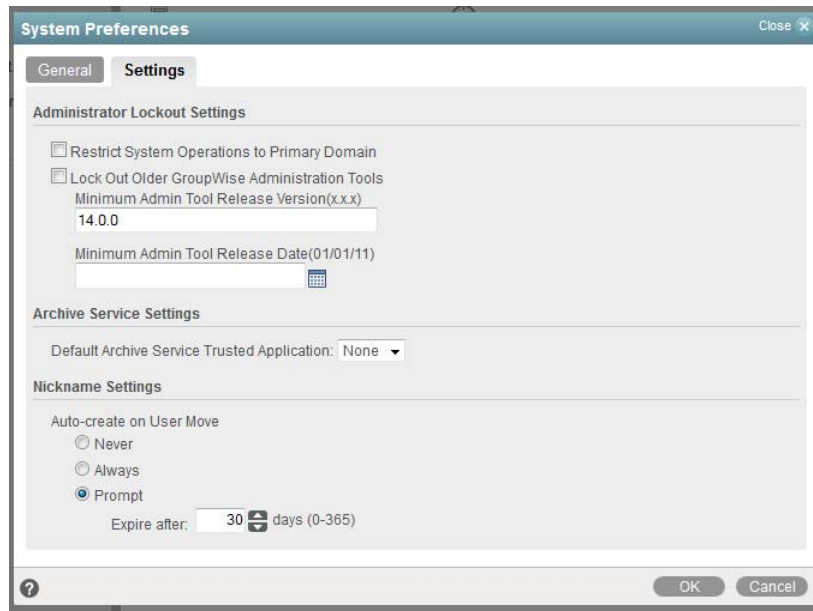 System Preferences
Close
General
Settings
Administrator Lockout Settings
Restrict System Operations to Primary Domain
Lock Out Older GroupWise Administration Tools
Minimum Admin Tool Release Version(x.x.x)
14.0.0
Minimum Admin Tool Release Date(01/01/11)
Archive Service Settings
Default Archive Service Trusted Application: None
Nickname Settings
Auto-create on User Move
Never
Always
Prompt
Expire after: 30 days (0-365)
?
OK
Cancel